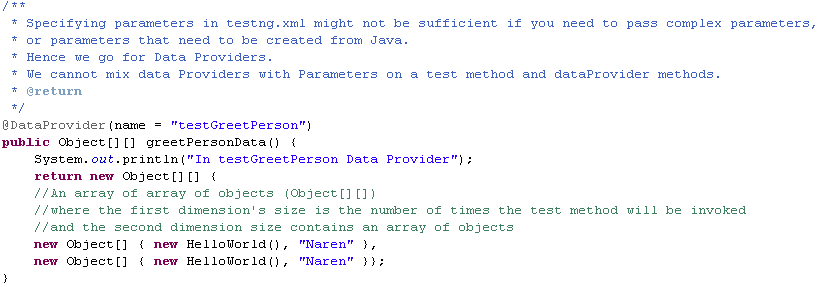 /**
 * Specifying parameters in testng.xml might not be sufficient if you need to pass complex parameters,
 * or parameters that need to be created from Java.
 * Hence we go for Data Providers.
 * We cannot mix data Providers with Parameters on a test method and dataProvider methods.
 * @return
 */
@DataProvider(name = "testGreetPerson")
public Object[][] greetPersonData() {
    System.out.println("In testGreetPerson Data Provider");
    return new Object[][] {
    //An array of array of objects (Object[][])
    //where the first dimension's size is the number of times the test method will be invoked
    //and the second dimension size contains an array of objects
    new Object[] { new HelloWorld(), "Naren" },
    new Object[] { new HelloWorld(), "Naren" }};
}